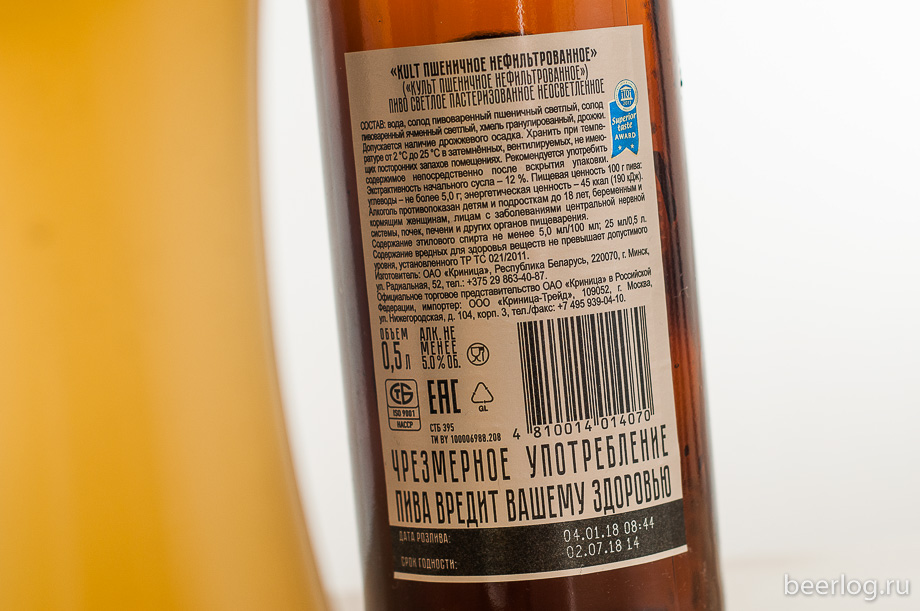 «KULT ПШЕНИЧНОЕ НЕФИЛЬТРОВАННОЕ»
(«КУЛЬТ ПШЕНИЧНОЕ НЕФИЛЬТРОВАННОЕ»)
ПИВО СВЕТЛОЕ ПАСТЕРИЗОВАННОЕ НЕОСВЕТЛЁННОЕ
СОСТАВ: вода, солод пивоваренный пшеничный светлый, солод
пивоваренный ячменный светлый, хмель гранулированный, дрожжи.
Допускается наличие дрожжевого осадка. Хранить при темпе-
ратуре от 2 °С до 25 °С в затемнённых, вентилируемых, не имею-
щих посторонних запахов помещениях. Рекомендуется употребить
содержимое непосредственно после вскрытия упаковки.
Экстрактивность начального сусла – 12 %. Пищевая ценность 100 г пива:
углеводы – не более 5,0 г; энергетическая ценность – 45 ккал (190 кДж).
Алкоголь противопоказан детям и подросткам до 18 лет, беременным и
кормящим женщинам, лицам с заболеваниями центральной нервной
системы, почек, печени и других органов пищеварения.
Содержание этилового спирта не менее 5,0 мл/100 мл; 25 мл/0,5 л.
Содержание вредных для здоровья веществ не превышает допустимого
уровня, установленного ТР ТС 021/2011.
Изготовитель: ОАО «Криница», Республика Беларусь, 220070, г. Минск,
ул. Радиальная, 52, тел.: +375 29 863-40-87.
Официальное торговое представительство ОАО «Криница» в Российской
Федерации, импортер: ООО «Криница-Трейд», 109052, г. Москва,
ул. Нижегородская, д. 104, корп. 3, тел./факс: +7 495 939-04-10.
Superior
taste
AWARD
ОБЪЕМ
0,5 л
АЛК. НЕ
МЕНЕЕ
5.0% ОБ.
СТБ
ISO 9001
HACCP
EAC
GL
СТБ 395
ТИ BY 100006988.208
4 810014 014070
ЧРЕЗМЕРНОЕ УПОТРЕБЛЕНИЕ
ПИВА ВРЕДИТ ВАШЕМУ ЗДОРОВЬЮ
ДАТА РОЗЛИВА: 04.01.18 08:44
СРОК ГОДНОСТИ: 02.07.18 14
beerlog.ru